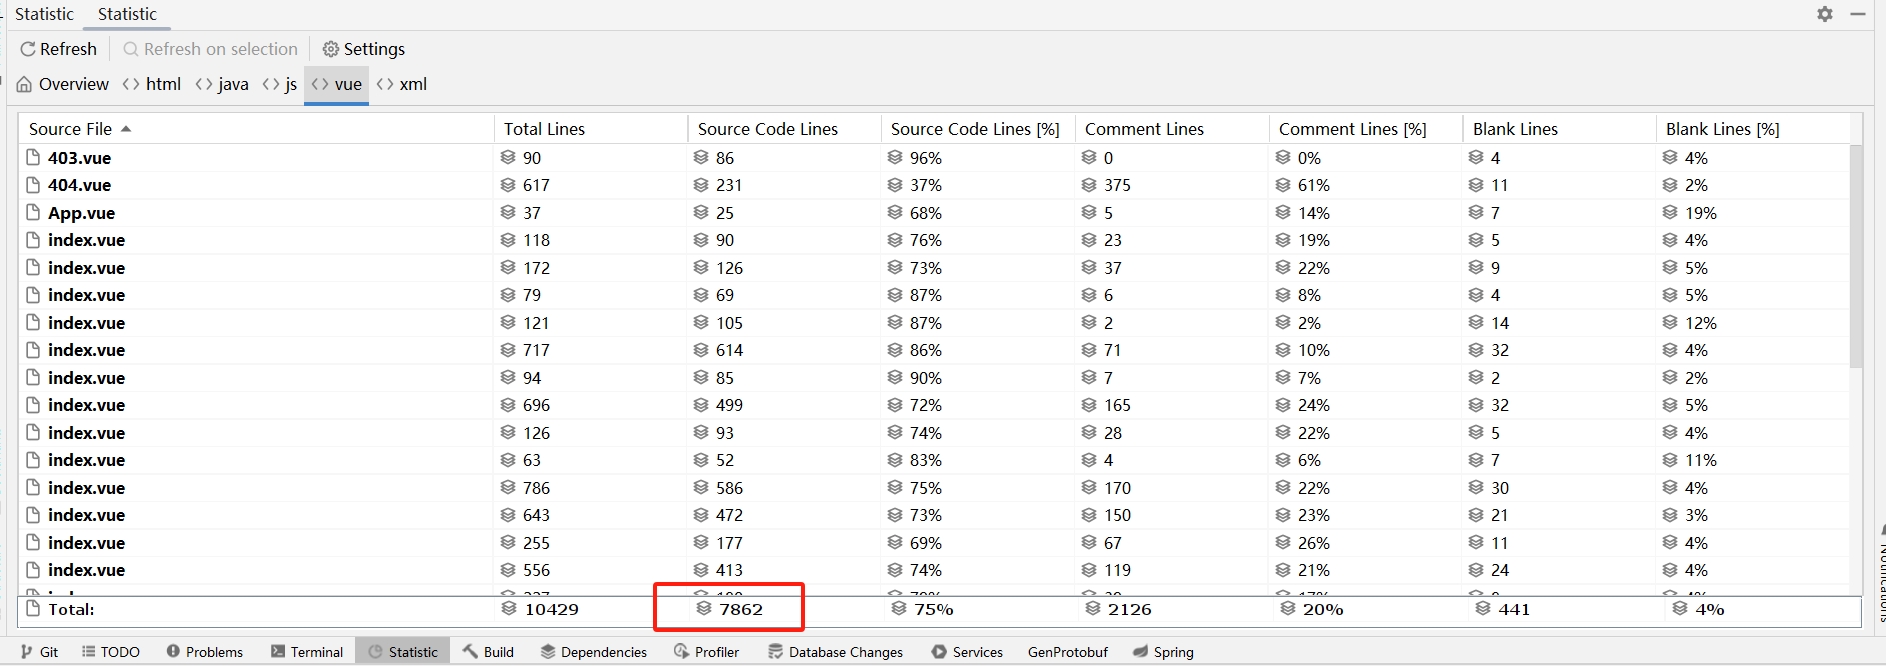 Statistic Statistic
Refresh Refresh on selection Settings
Overview html java js vue xml
Source File Total Lines Source Code Lines Source Code Lines [%] Comment Lines Comment Lines [%] Blank Lines Blank Lines [%]
403.vue 90 86 96% 0 0% 4 4%
404.vue 617 231 37% 375 61% 11 2%
App.vue 37 25 68% 5 14% 7 19%
index.vue 118 90 76% 23 19% 5 4%
index.vue 172 126 73% 37 22% 9 5%
index.vue 79 69 87% 6 8% 4 5%
index.vue 121 105 87% 2 2% 14 12%
index.vue 717 614 86% 71 10% 32 4%
index.vue 94 85 90% 7 7% 2 2%
index.vue 696 499 72% 165 24% 32 5%
index.vue 126 93 74% 28 22% 5 4%
index.vue 63 52 83% 4 6% 7 11%
index.vue 786 586 75% 170 22% 30 4%
index.vue 643 472 73% 150 23% 21 3%
index.vue 255 177 69% 67 26% 11 4%
index.vue 556 413 74% 119 21% 24 4%
Total: 10429 7862 75% 2126 20% 441 4%
Git TODO Problems Terminal Statistic Build Dependencies Profiler Database Changes Services GenProtobuf Spring
Notifications